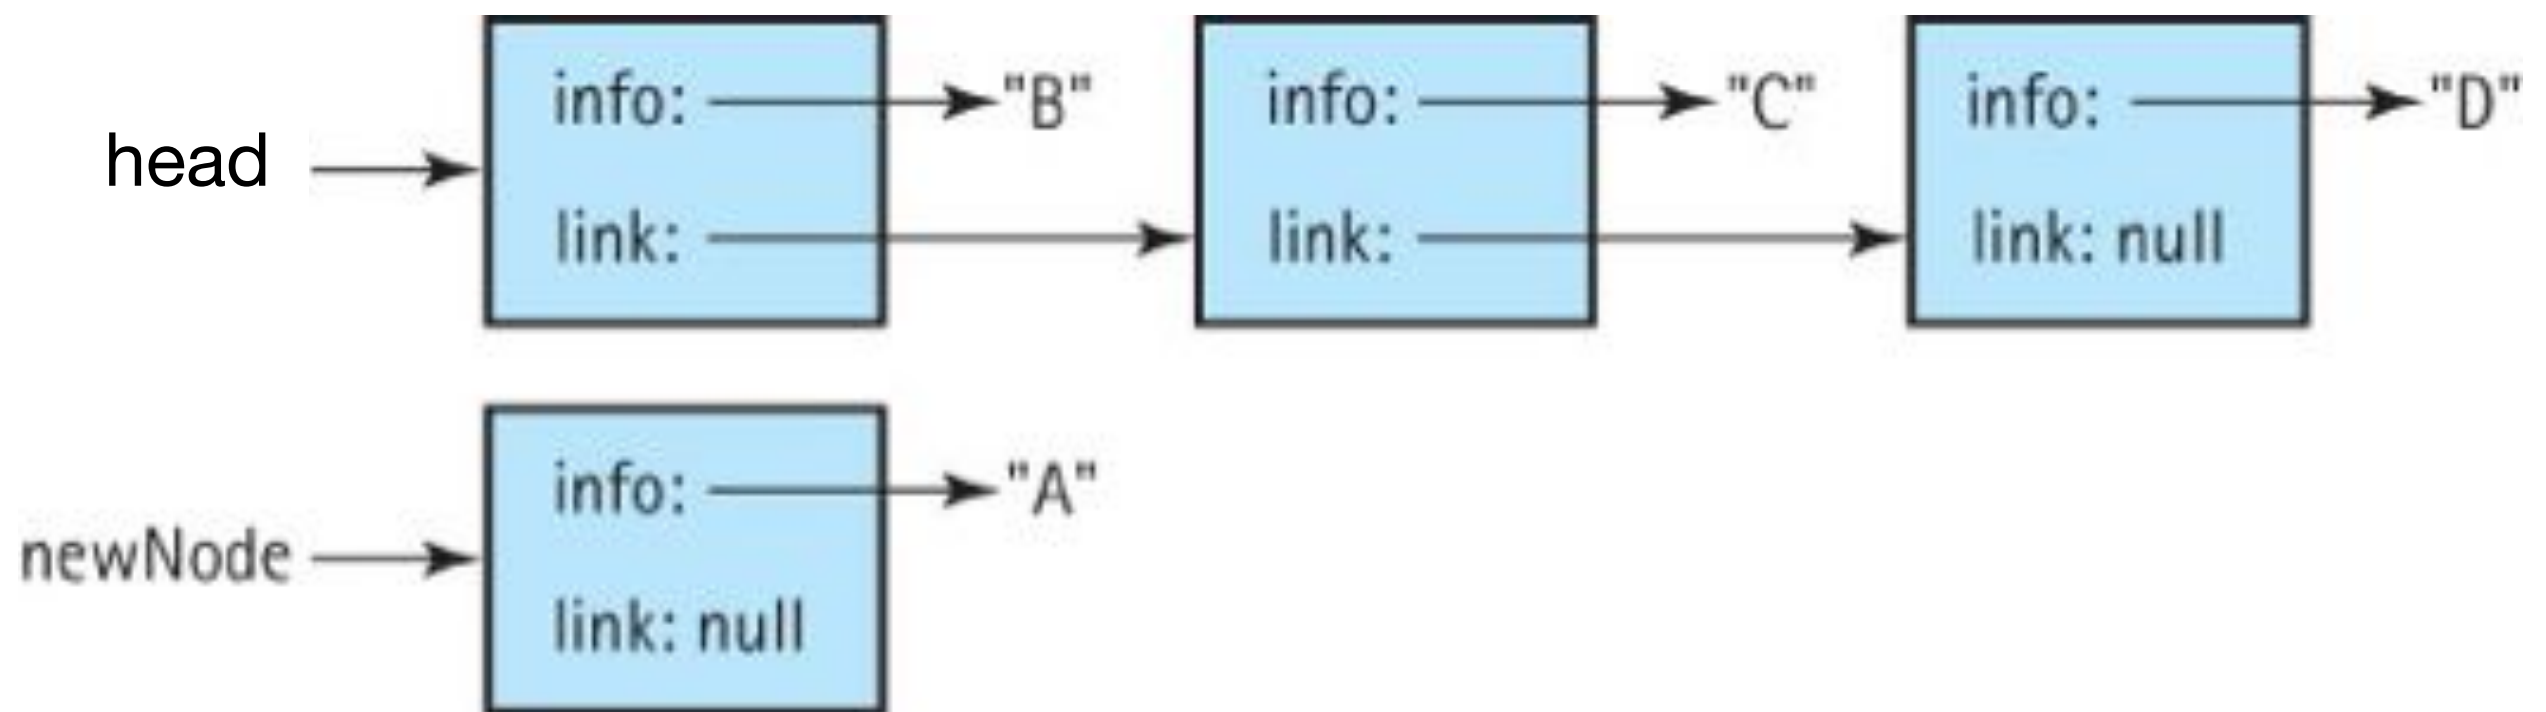 info: "B" info: "C" info: "D"
head
link: link: link: null
info: "A"
newNode
link: null